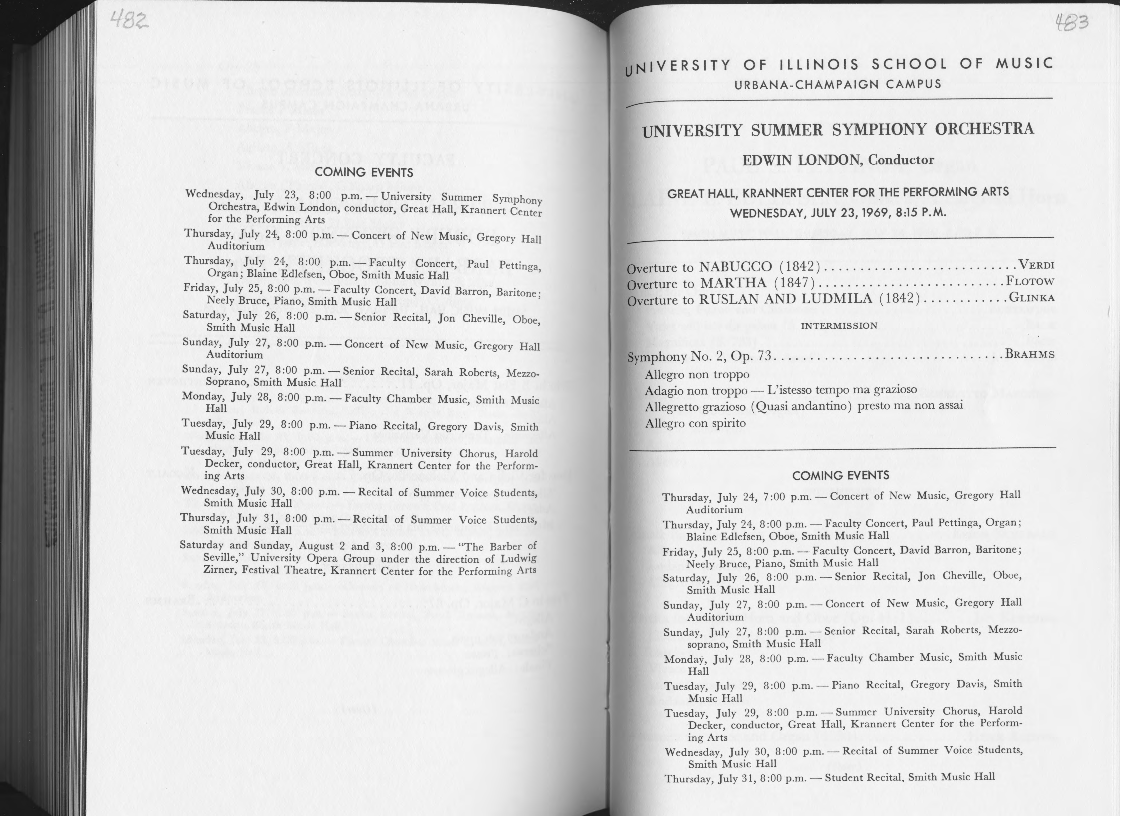 482
COMING EVENTS
Wednesday, July 23, 8:00 p.m. — University Summer Symphony
Orchestra, Edwin London, conductor, Great Hall, Krannert Center
for the Performing Arts
Thursday, July 24, 8:00 p.m. — Concert of New Music, Gregory Hall
Auditorium
Thursday, July 24, 8:00 p.m. — Faculty Concert, Paul Pettinga,
Organ; Blaine Edlefsen, Oboe, Smith Music Hall
Friday, July 25, 8:00 p.m. — Faculty Concert, David Barron, Baritone;
Neely Bruce, Piano, Smith Music Hall
Saturday, July 26, 8:00 p.m. — Senior Recital, Jon Cheville, Oboe,
Smith Music Hall
Sunday, July 27, 8:00 p.m. — Concert of New Music, Gregory Hall
Auditorium
Sunday, July 27, 8:00 p.m. — Senior Recital, Sarah Roberts, Mezzo-
Soprano, Smith Music Hall
Monday, July 28, 8:00 p.m. — Faculty Chamber Music, Smith Music
Hall
Tuesday, July 29, 8:00 p.m. — Piano Recital, Gregory Davis, Smith
Music Hall
Tuesday, July 29, 8:00 p.m. — Summer University Chorus, Harold
Decker, conductor, Great Hall, Krannert Center for the Perform-
ing Arts
Wednesday, July 30, 8:00 p.m. — Recital of Summer Voice Students,
Smith Music Hall
Thursday, July 31, 8:00 p.m. — Recital of Summer Voice Students,
Smith Music Hall
Saturday and Sunday, August 2 and 3, 8:00 p.m. — "The Barber of
Seville," University Opera Group under the direction of Ludwig
Zirner, Festival Theatre, Krannert Center for the Performing Arts
483
UNIVERSITY OF ILLINOIS SCHOOL OF MUSIC
URBANA-CHAMPAIGN CAMPUS
UNIVERSITY SUMMER SYMPHONY ORCHESTRA
EDWIN LONDON, Conductor
GREAT HALL, KRANNERT CENTER FOR THE PERFORMING ARTS
WEDNESDAY, JULY 23, 1969, 8:15 P.M.
Overture to NABUCCO (1842) . . . . . . . . . . . . . . . . . . . . . . . . . . . VERDI
Overture to MARTHA (1847) . . . . . . . . . . . . . . . . . . . . . . . . . . FLOTOW
Overture to RUSLAN AND LUDMILA (1842) . . . . . . . . . . . . GLINKA
INTERMISSION
Symphony No. 2, Op. 73. . . . . . . . . . . . . . . . . . . . . . . . . . . . . . . . BRAHMS
Allegro non troppo
Adagio non troppo — L'istesso tempo ma grazioso
Allegretto grazioso (Quasi andantino) presto ma non assai
Allegro con spirito
COMING EVENTS
Thursday, July 24, 7:00 p.m. — Concert of New Music, Gregory Hall
Auditorium
Thursday, July 24, 8:00 p.m. — Faculty Concert, Paul Pettinga, Organ;
Blaine Edlefsen, Oboe, Smith Music Hall
Friday, July 25, 8:00 p.m. — Faculty Concert, David Barron, Baritone;
Neely Bruce, Piano, Smith Music Hall
Saturday, July 26, 8:00 p.m. — Senior Recital, Jon Cheville, Oboe,
Smith Music Hall
Sunday, July 27, 8:00 p.m. — Concert of New Music, Gregory Hall
Auditorium
Sunday, July 27, 8:00 p.m. — Senior Recital, Sarah Roberts, Mezzo-
soprano, Smith Music Hall
Monday, July 28, 8:00 p.m. — Faculty Chamber Music, Smith Music
Hall
Tuesday, July 29, 8:00 p.m. — Piano Recital, Gregory Davis, Smith
Music Hall
Tuesday, July 29, 8:00 p.m. — Summer University Chorus, Harold
Decker, conductor, Great Hall, Krannert Center for the Perform-
ing Arts
Wednesday, July 30, 8:00 p.m. — Recital of Summer Voice Students,
Smith Music Hall
Thursday, July 31, 8:00 p.m. — Student Recital, Smith Music Hall